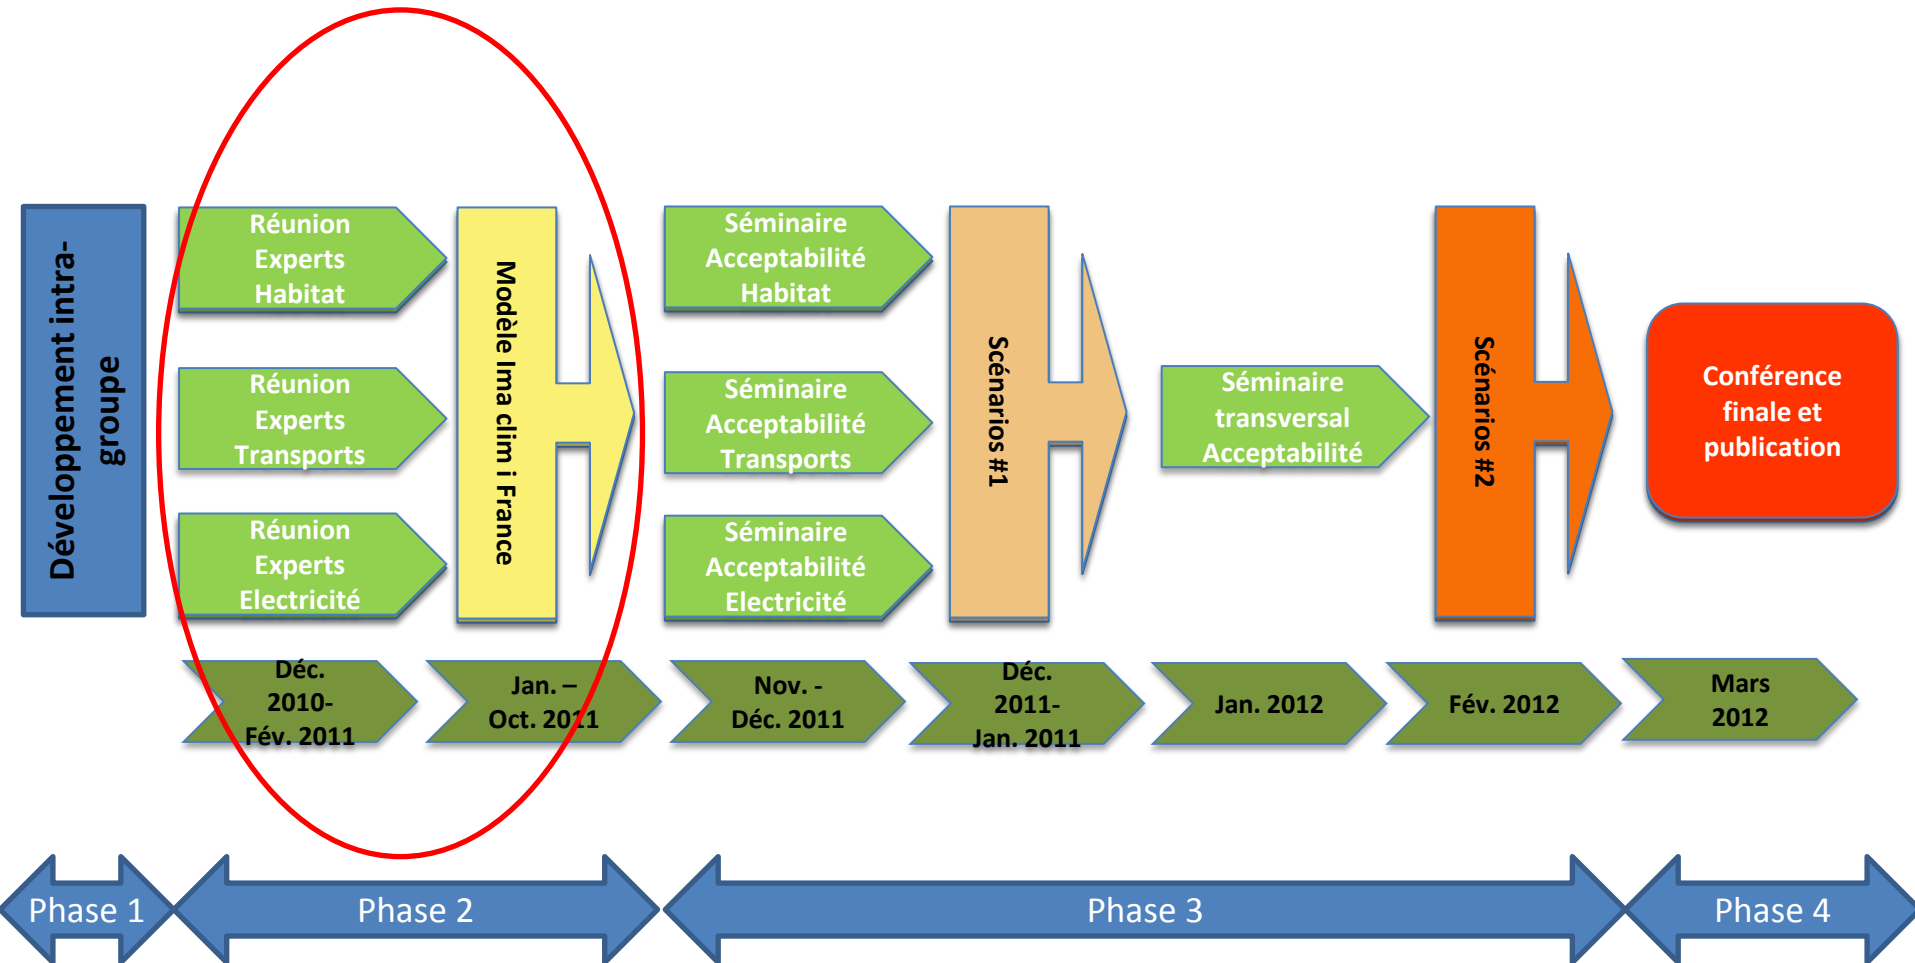 Développement intra-
groupe
Réunion
Experts
Habitat
Réunion
Experts
Transports
Réunion
Experts
Electricité
Modèle Ima clim i France
Séminaire
Acceptabilité
Habitat
Séminaire
Acceptabilité
Transports
Séminaire
Acceptabilité
Electricité
Scénarios #1
Séminaire
transversal
Acceptabilité
Scénarios #2
Conférence
finale et
publication
Déc.
2010-
Fév. 2011
Jan. –
Oct. 2011
Nov. -
Déc. 2011
Déc.
2011-
Jan. 2011
Jan. 2012
Fév. 2012
Mars
2012
Phase 1
Phase 2
Phase 3
Phase 4